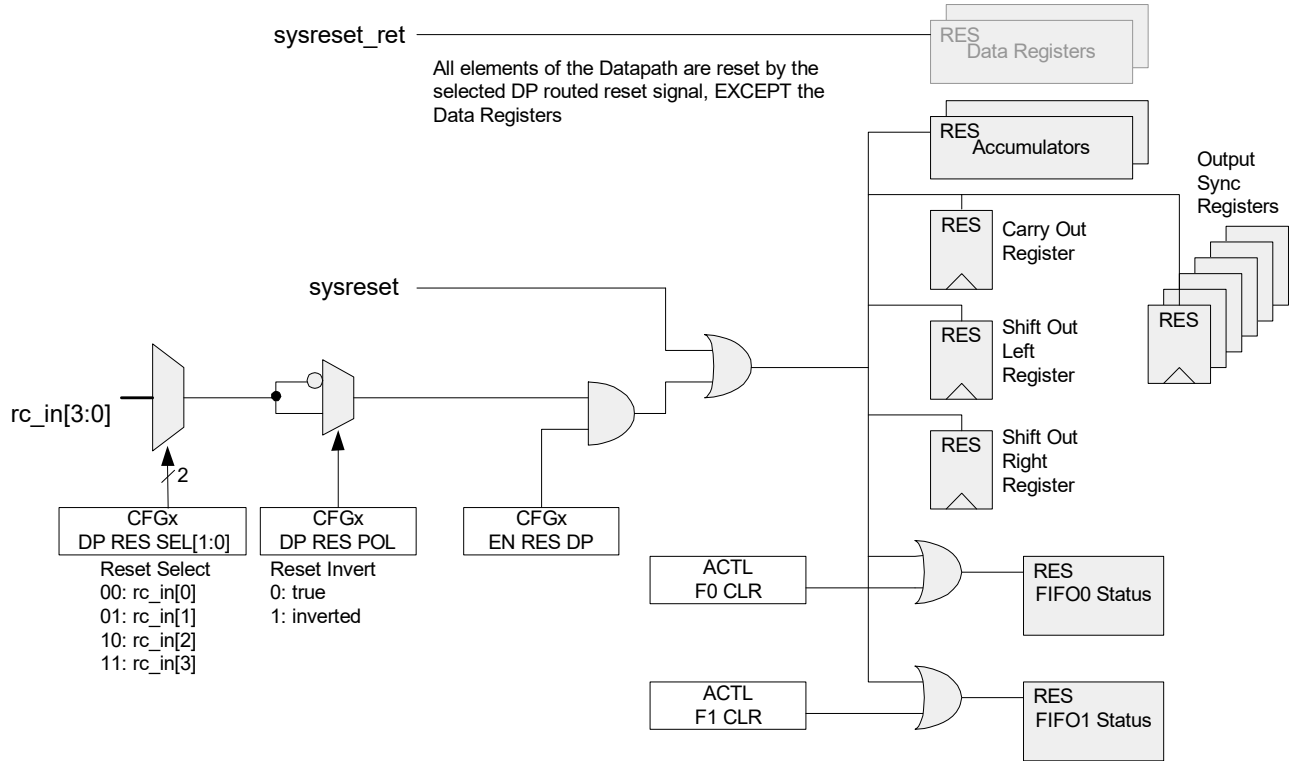 sysreset_ret
RES
Data Registers
All elements of the Datapath are reset by the
selected DP routed reset signal, EXCEPT the
Data Registers
RES
Accumulators
Output
Sync
Registers
RES
Carry Out
Register
sysreset
RES
Shift Out
Left
Register
RES
rc_in[3:0]
2
RES
Shift Out
Right
Register
CFGx
DP RES SEL[1:0]
CFGx
DP RES POL
CFGx
EN RES DP
Reset Select
00: rc_in[0]
01: rc_in[1]
10: rc_in[2]
11: rc_in[3]
Reset Invert
0: true
1: inverted
ACTL
F0 CLR
RES
FIFO0 Status
ACTL
F1 CLR
RES
FIFO1 Status